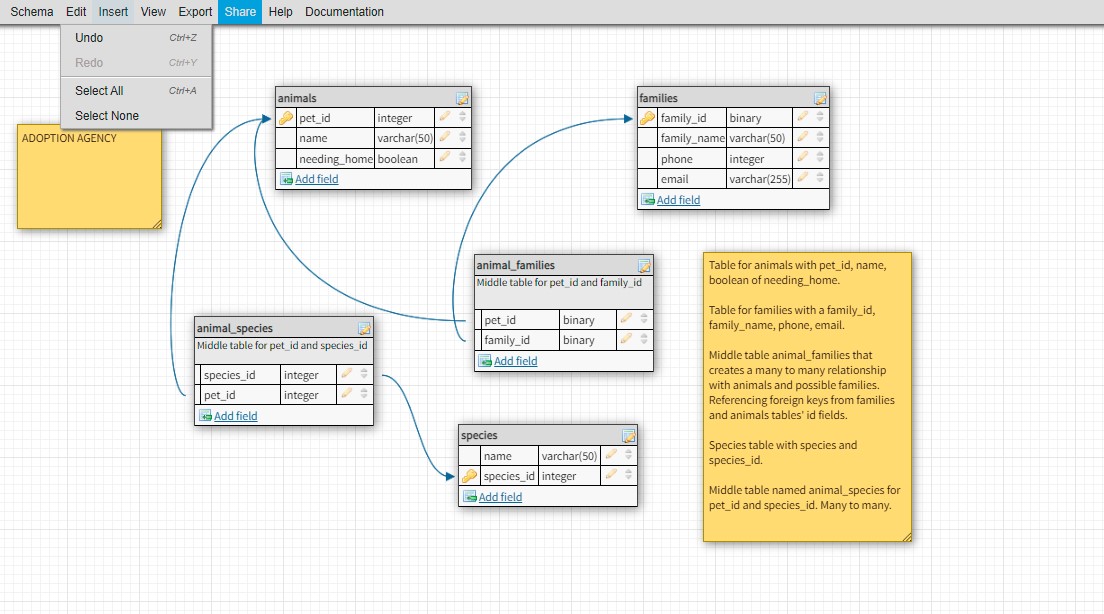 Schema Edit Insert View Export Share Help Documentation
Undo Ctrl+Z
Redo Ctrl+Y
Select All Ctrl+A
Select None
ADOPTION AGENCY
animals
pet_id integer
name varchar(50)
needing_home boolean
Add field
families
family_id binary
family_name varchar(50)
phone integer
email varchar(255)
Add field
animal_families
Middle table for pet_id and family_id
pet_id binary
family_id binary
Add field
animal_species
Middle table for pet_id and species_id
species_id integer
pet_id integer
Add field
species
name varchar(50)
species_id integer
Add field
Table for animals with pet_id, name,
boolean of needing_home.
Table for families with a family_id,
family_name, phone, email.
Middle table animal_families that
creates a many to many relationship
with animals and possible families.
Referencing foreign keys from families
and animals tables' id fields.
Species table with species and
species_id.
Middle table named animal_species for
pet_id and species_id. Many to many.